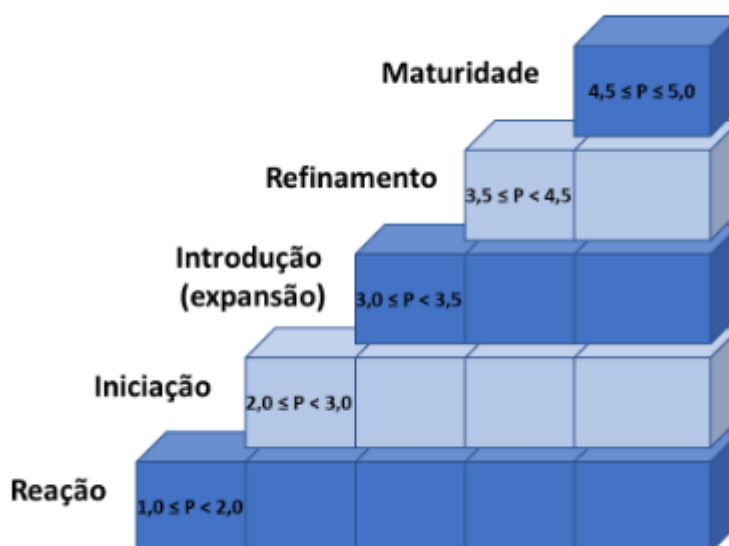 Maturidade
4,5 ≤ P ≤ 5,0
Refinamento
3,5 ≤ P < 4,5
Introdução
(expansão)
3,0 ≤ P < 3,5
Iniciação
2,0 ≤ P < 3,0
Reação
1,0 ≤ P < 2,0